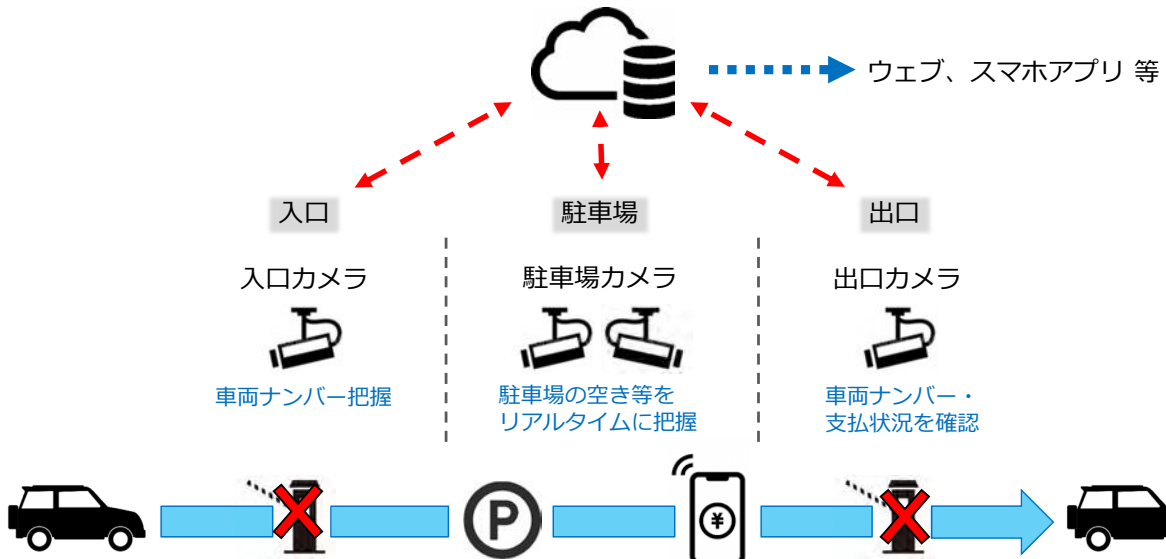 ウェブ、スマホアプリ 等
入口
駐車場
出口
入口カメラ
駐車場カメラ
出口カメラ
車両ナンバー把握
駐車場の空き等を
リアルタイムに把握
車両ナンバー・
支払状況を確認
P
¥